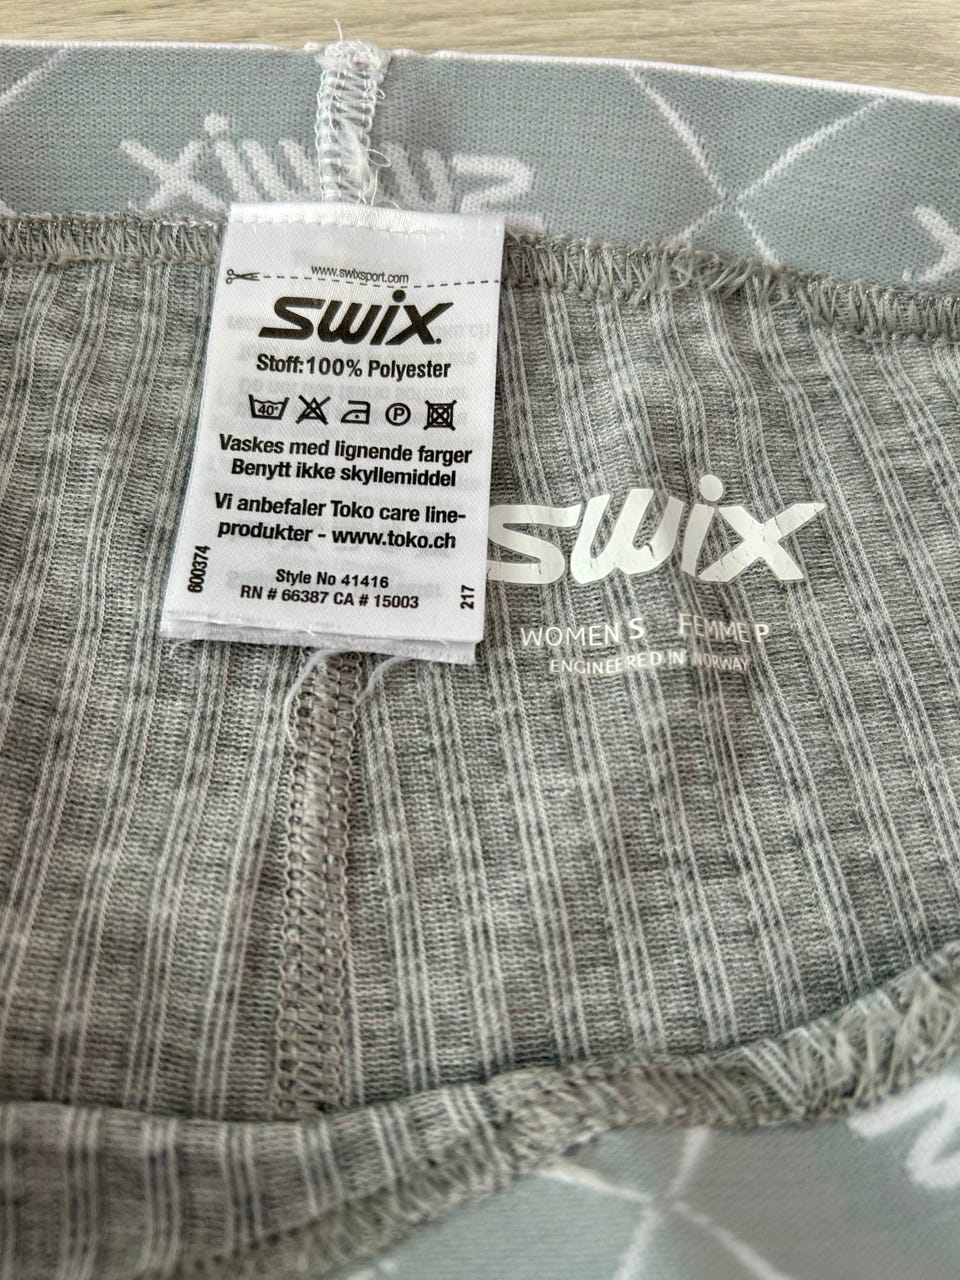 www.swixsport.com
SWix
Stoff:100% Polyester
40°
P
Vaskes med lignende farger
Benytt ikke skyllemiddel
Vi anbefaler Toko care line-
produkter - www.toko.ch
Style No 41416
RN # 66387 CA # 15003
600374
217
SWix
WOMEN S FEMME P
ENGINEERED IN NORWAY